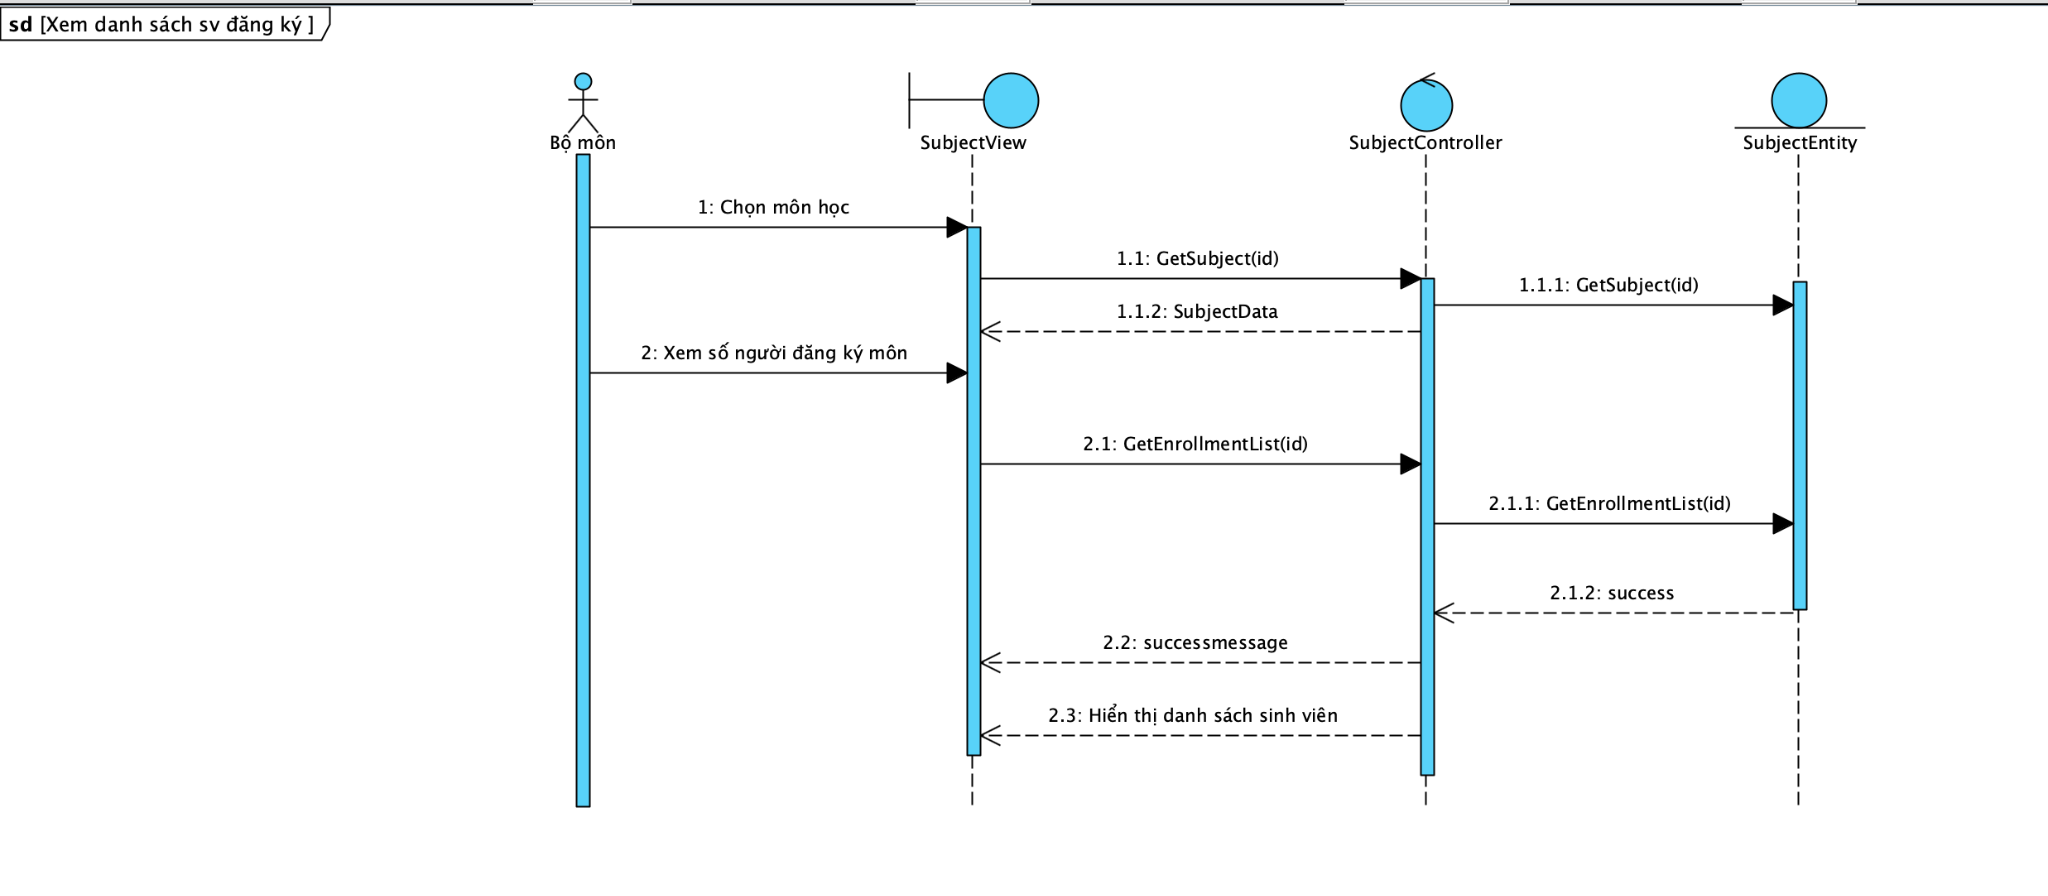 sd [Xem danh sách sv đăng ký ]
Bộ môn
SubjectView
SubjectController
SubjectEntity
1: Chọn môn học
1.1: GetSubject(id)
1.1.1: GetSubject(id)
1.1.2: SubjectData
2: Xem số người đăng ký môn
2.1: GetEnrollmentList(id)
2.1.1: GetEnrollmentList(id)
2.1.2: success
2.2: successmessage
2.3: Hiển thị danh sách sinh viên